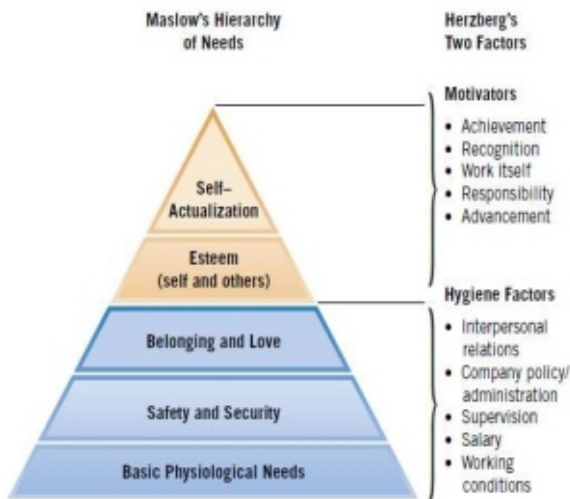 Maslow's Hierarchy
of Needs
Herzberg's
Two Factors
Motivators
• Achievement
• Recognition
• Work itself
• Responsibility
• Advancement
Self–
Actualization
Esteem
(self and others)
Hygiene Factors
• Interpersonal
relations
• Company policy/
administration
• Supervision
• Salary
• Working
conditions
Belonging and Love
Safety and Security
Basic Physiological Needs